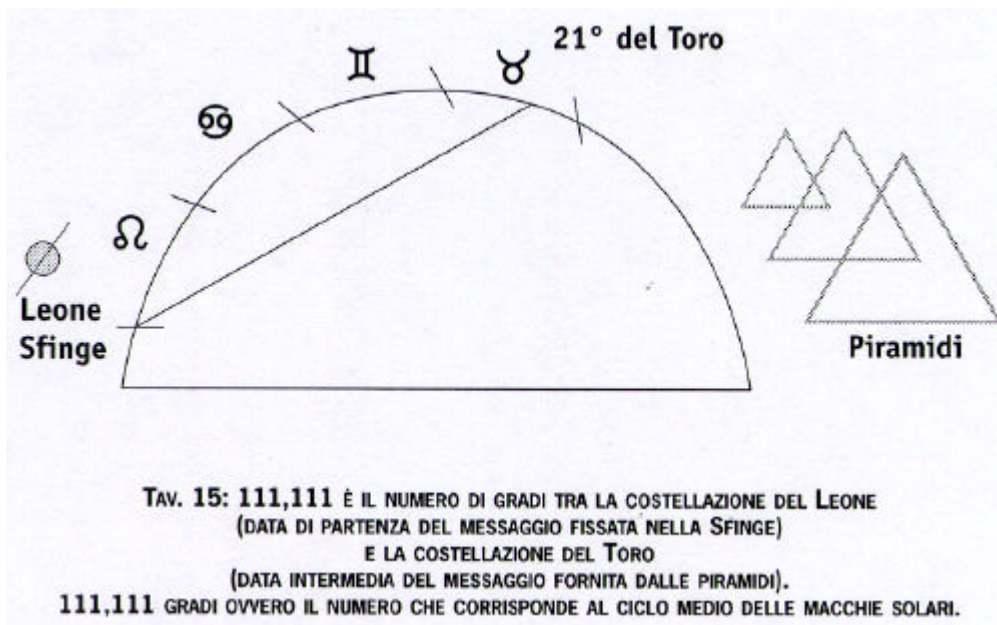 21° del Toro
♊ ♉
♋
♌
Leone
Sfinge
Piramidi
TAV. 15: 111,111 È IL NUMERO DI GRADI TRA LA COSTELLAZIONE DEL LEONE
(DATA DI PARTENZA DEL MESSAGGIO FISSATA NELLA SFINGE)
E LA COSTELLAZIONE DEL TORO
(DATA INTERMEDIA DEL MESSAGGIO FORNITA DALLE PIRAMIDI).
111,111 GRADI OVVERO IL NUMERO CHE CORRISPONDE AL CICLO MEDIO DELLE MACCHIE SOLARI.